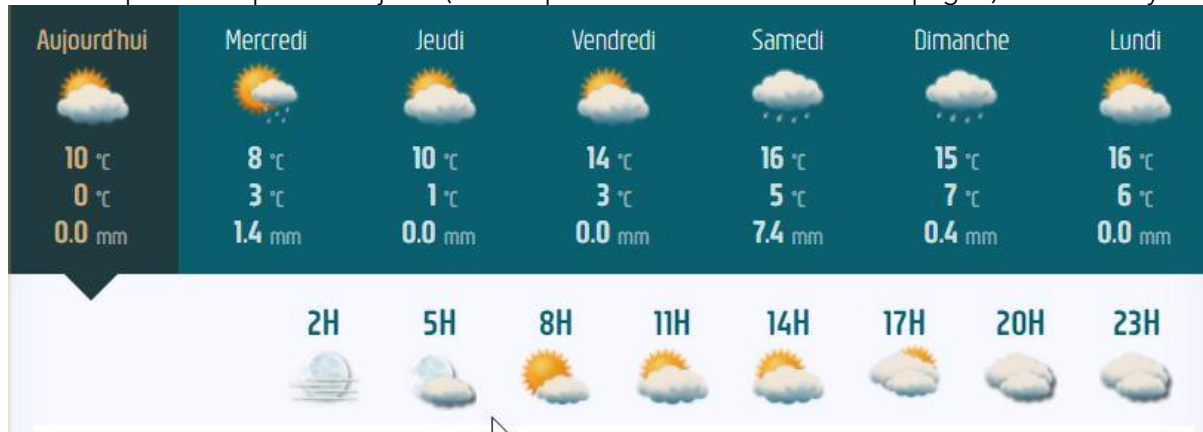 Aujourd'hui Mercredi Jeudi Vendredi Samedi Dimanche Lundi
10 °C 8 °C 10 °C 14 °C 16 °C 15 °C 16 °C
0 °C 3 °C 1 °C 3 °C 5 °C 7 °C 6 °C
0.0 mm 1.4 mm 0.0 mm 0.0 mm 7.4 mm 0.4 mm 0.0 mm
2H 5H 8H 11H 14H 17H 20H 23H